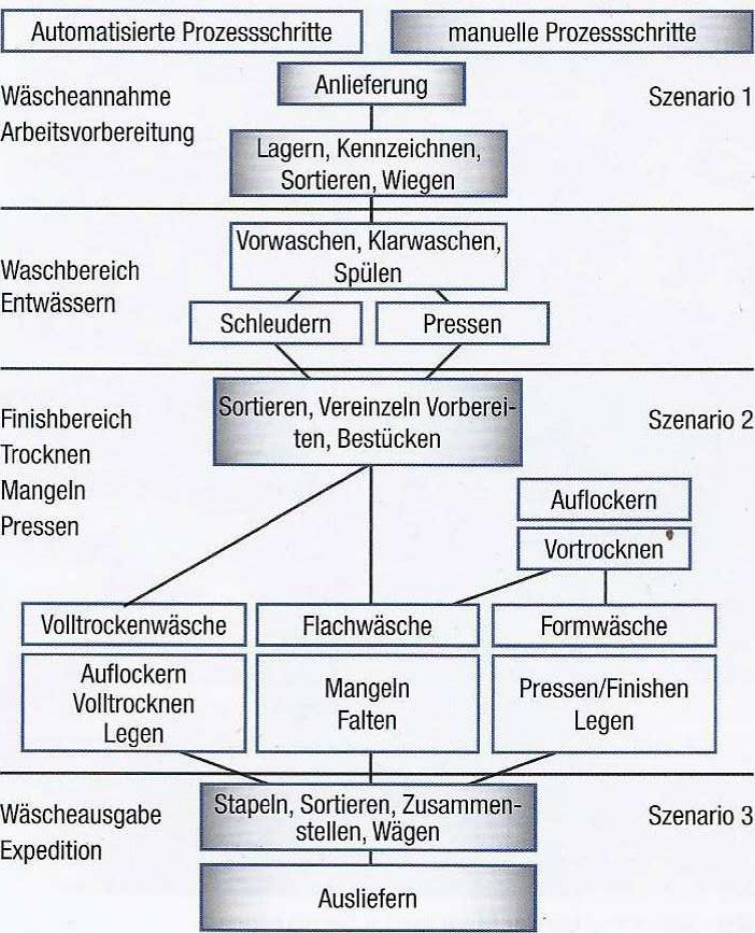 Automatisierte Prozessschritte
manuelle Prozessschritte
Wäscheannahme
Arbeitsvorbereitung
Anlieferung
Szenario 1
Lagern, Kennzeichnen,
Sortieren, Wiegen
Waschbereich
Entwässern
Vorwaschen, Klarwaschen,
Spülen
Schleudern
Pressen
Finishbereich
Trocknen
Mangeln
Pressen
Sortieren, Vereinzeln Vorberei-
ten, Bestücken
Szenario 2
Auflockern
Vortrocknen
Volltrockenwäsche
Flachwäsche
Formwäsche
Auflockern
Volltrocknen
Legen
Mangeln
Falten
Pressen/Finishen
Legen
Wäscheausgabe
Expedition
Stapeln, Sortieren, Zusammen-
stellen, Wägen
Szenario 3
Ausliefern